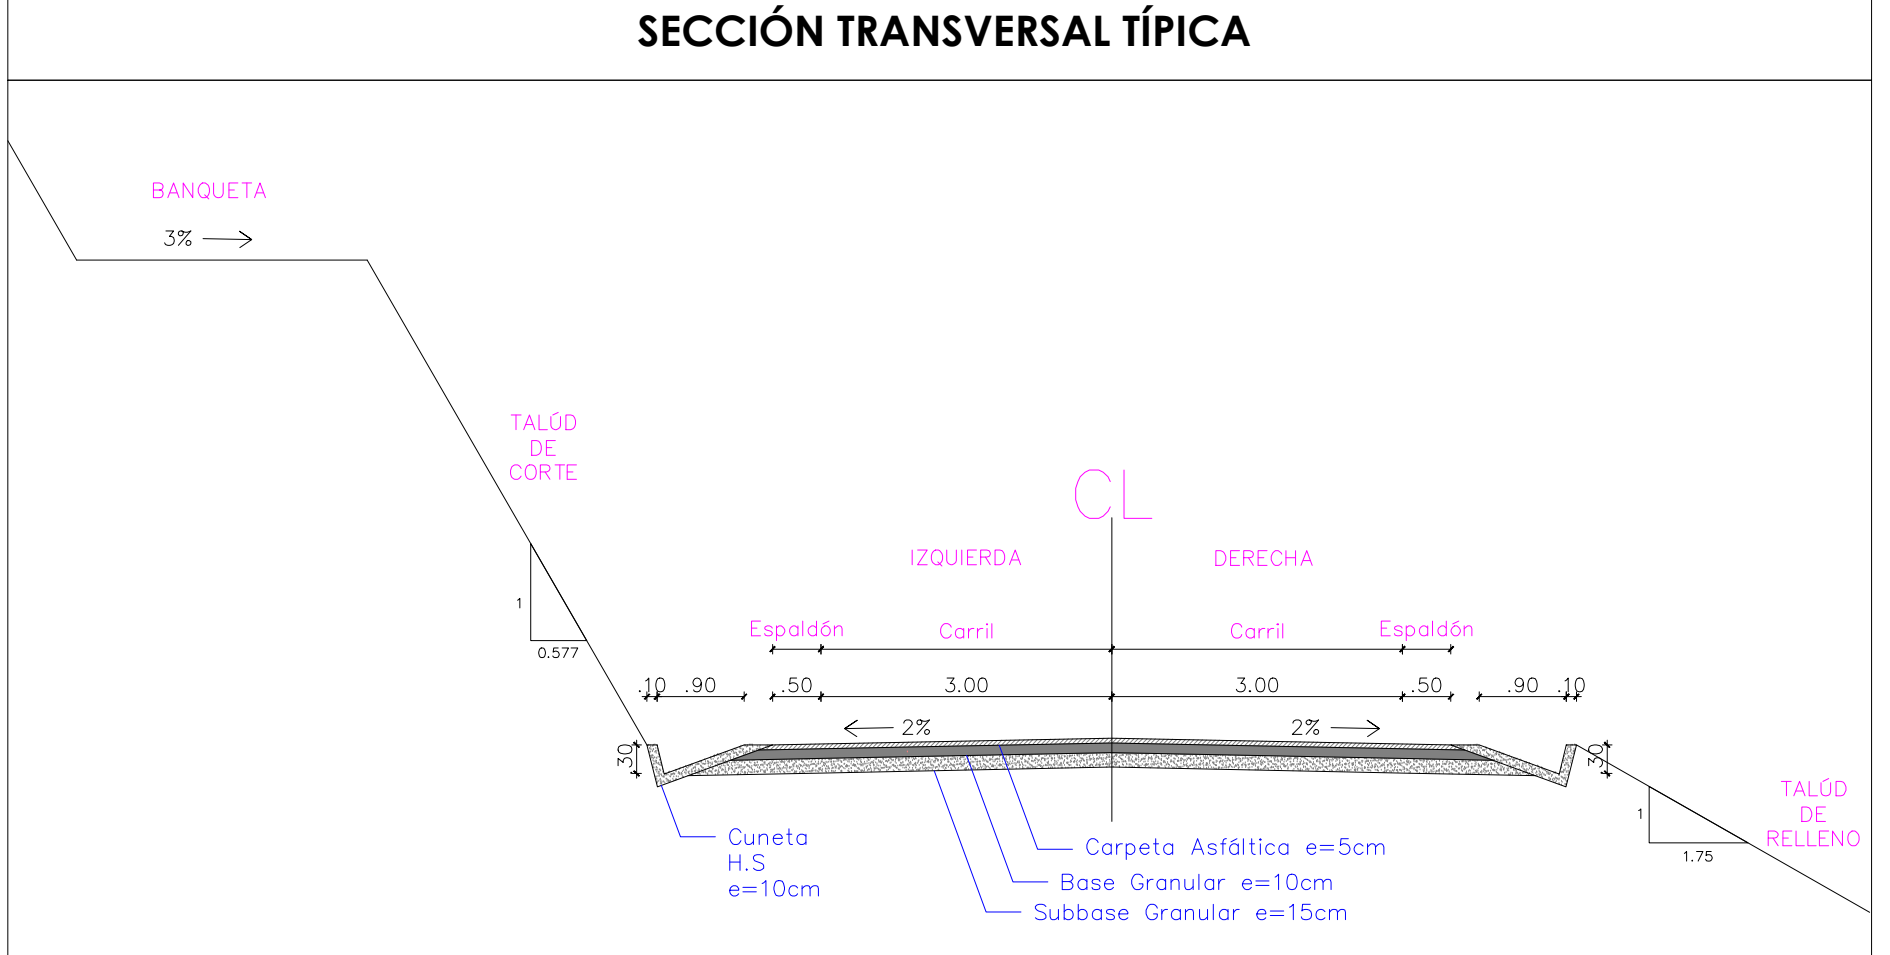 SECCIÓN TRANSVERSAL TÍPICA
BANQUETA
3%
TALÚD
DE
CORTE
1
0.577
CL
IZQUIERDA
DERECHA
Espaldón
Carril
Carril
Espaldón
.10
.90
.50
3.00
3.00
.50
.90
.10
2%
2%
30
30
Cuneta
H.S
e=10cm
Carpeta Asfáltica e=5cm
Base Granular e=10cm
Subbase Granular e=15cm
1
1.75
TALÚD
DE
RELLENO